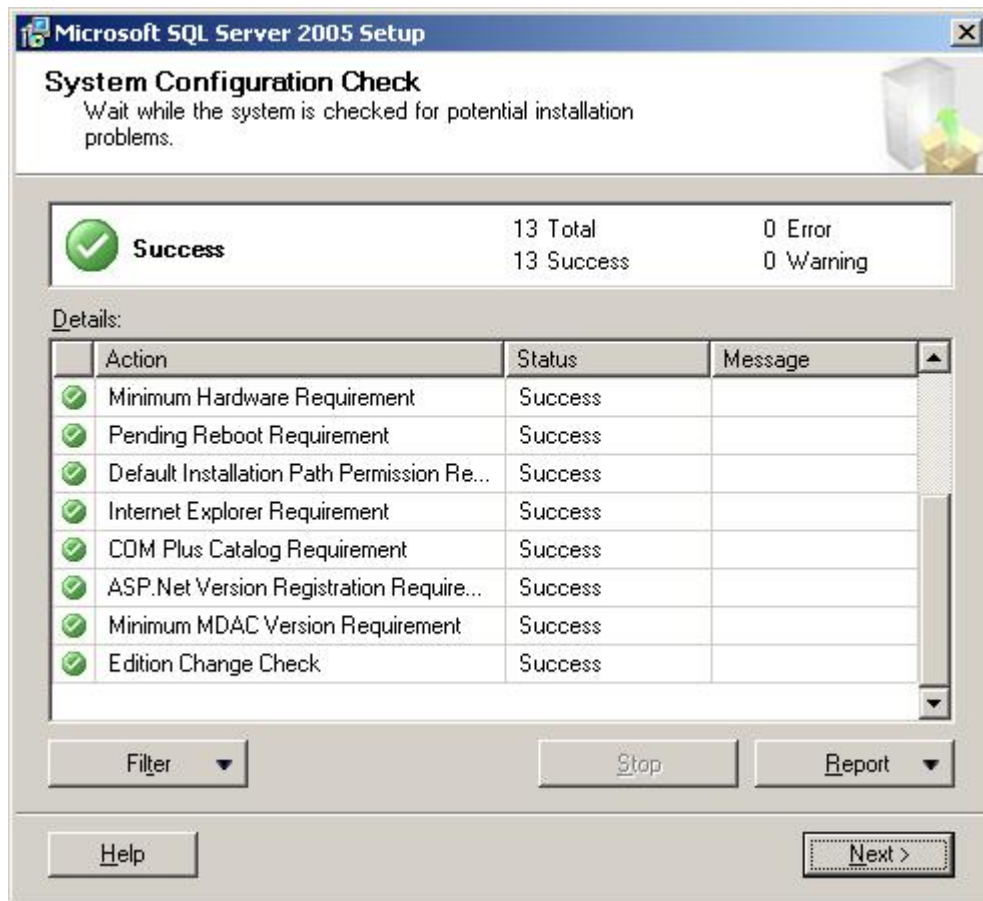 Microsoft SQL Server 2005 Setup
System Configuration Check
Wait while the system is checked for potential installation
problems.
Success 13 Total 0 Error
13 Success 0 Warning
Details:
Action Status Message
Minimum Hardware Requirement Success
Pending Reboot Requirement Success
Default Installation Path Permission Re... Success
Internet Explorer Requirement Success
COM Plus Catalog Requirement Success
ASP.Net Version Registration Require... Success
Minimum MDAC Version Requirement Success
Edition Change Check Success
Filter Stop Report
Help Next >